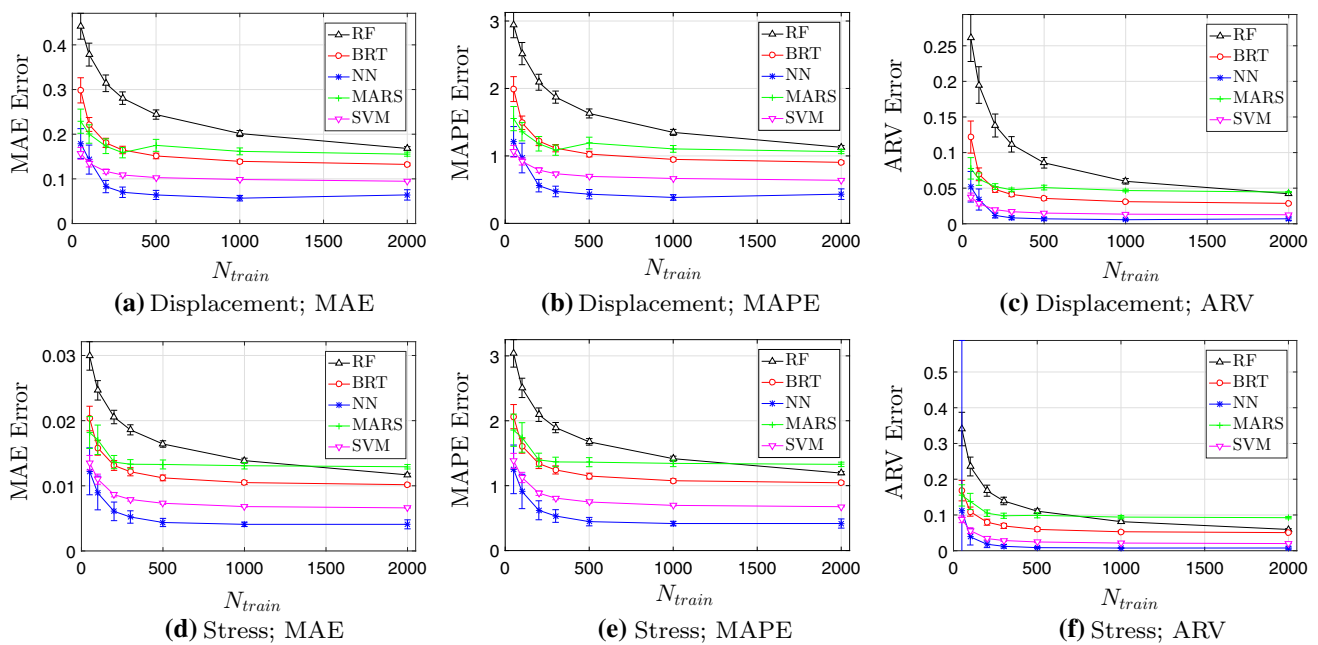 MAE Error
0.4
0.3
0.2
0.1
0
0 500 1000 1500 2000
N_train
RF
BRT
NN
MARS
SVM
(a) Displacement; MAE
MAPE Error
3
2
1
0
0 500 1000 1500 2000
N_train
RF
BRT
NN
MARS
SVM
(b) Displacement; MAPE
ARV Error
0.25
0.2
0.15
0.1
0.05
0
0 500 1000 1500 2000
N_train
RF
BRT
NN
MARS
SVM
(c) Displacement; ARV
MAE Error
0.03
0.02
0.01
0
0 500 1000 1500 2000
N_train
RF
BRT
NN
MARS
SVM
(d) Stress; MAE
MAPE Error
3
2
1
0
0 500 1000 1500 2000
N_train
RF
BRT
NN
MARS
SVM
(e) Stress; MAPE
ARV Error
0.5
0.4
0.3
0.2
0.1
0
0 500 1000 1500 2000
N_train
RF
BRT
NN
MARS
SVM
(f) Stress; ARV